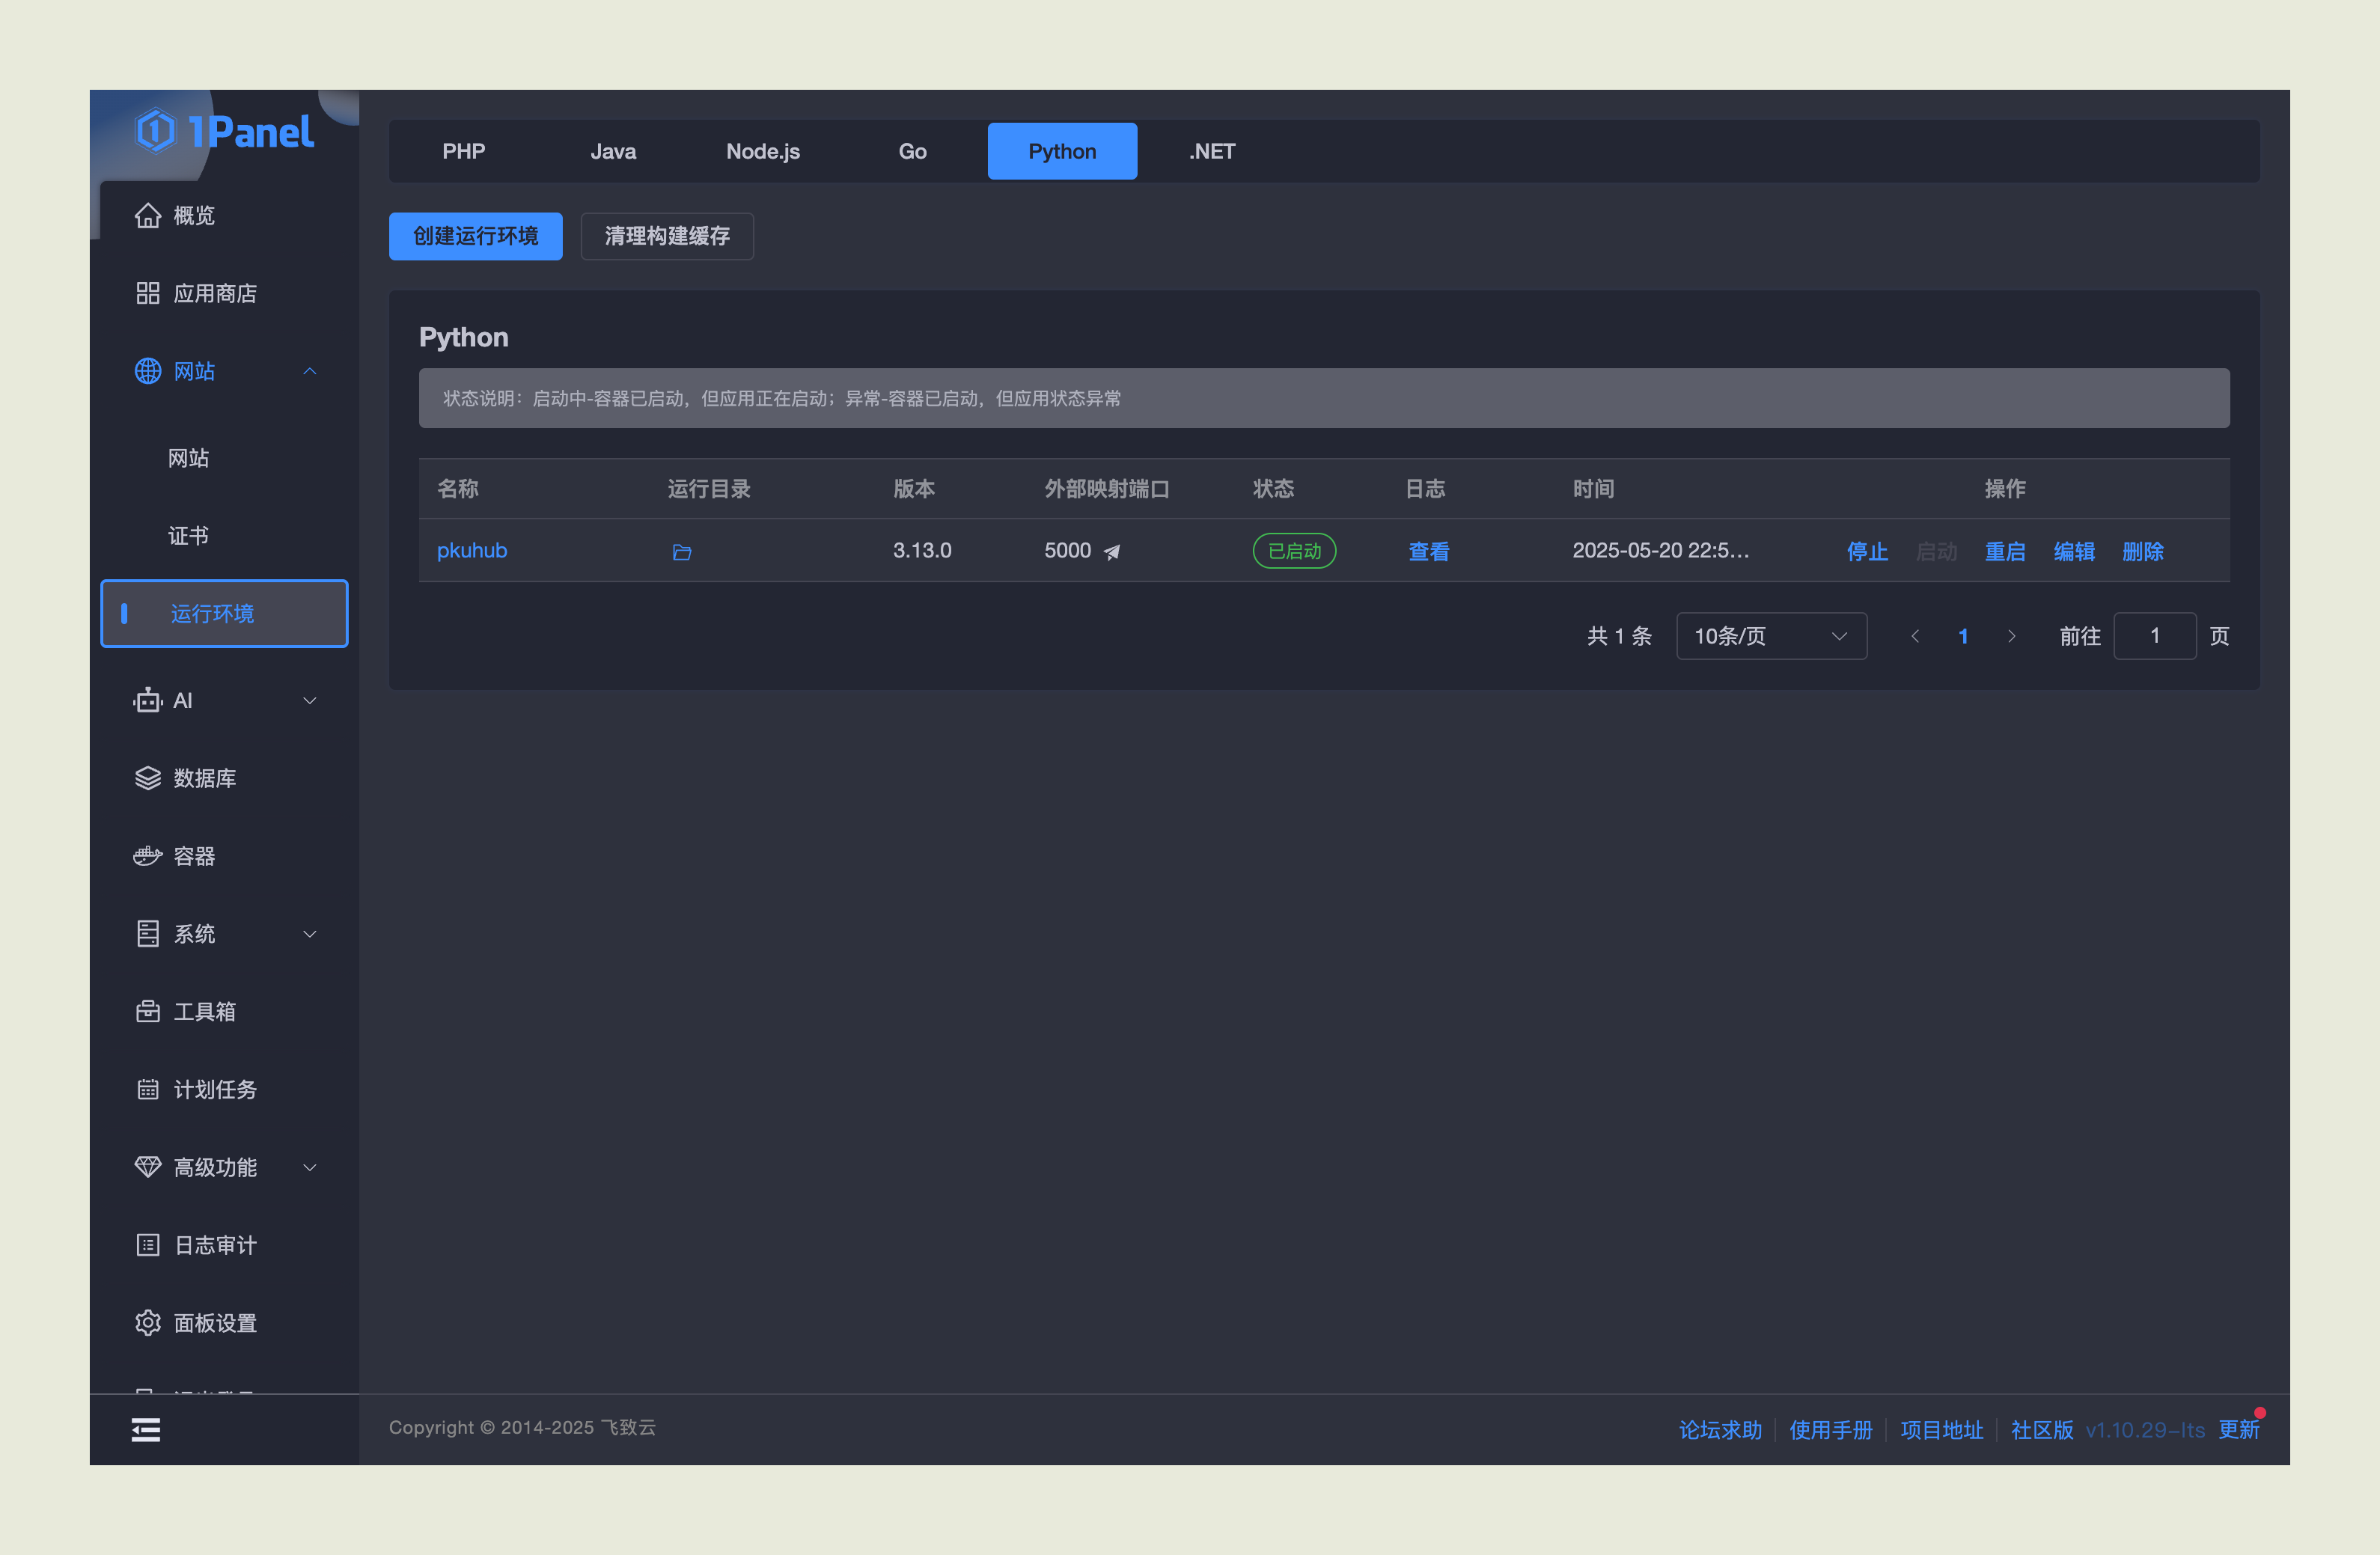 1Panel
概览
应用商店
网站
网站
证书
运行环境
AI
数据库
容器
系统
工具箱
计划任务
高级功能
日志审计
面板设置
PHP Java Node.js Go Python .NET
创建运行环境 清理构建缓存
Python
状态说明：启动中-容器已启动，但应用正在启动；异常-容器已启动，但应用状态异常
名称 运行目录 版本 外部映射端口 状态 日志 时间 操作
pkuhub 3.13.0 5000 已启动 查看 2025-05-20 22:5... 停止 启动 重启 编辑 删除
共 1 条 10条/页 1 前往 1 页
Copyright © 2014-2025 飞致云
论坛求助 使用手册 项目地址 社区版 v1.10.29-lts 更新